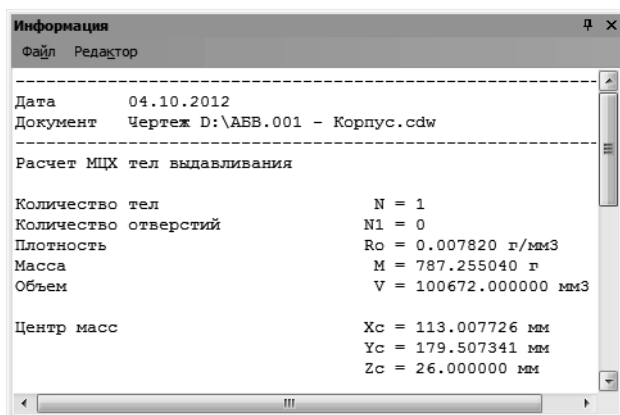 Информация
Файл Редактор
Дата 04.10.2012
Документ Чертеж D:\АБВ.001 - Корпус.cdw
Расчет МЦХ тел выдавливания
Количество тел N = 1
Количество отверстий N1 = 0
Плотность Ro = 0.007820 г/мм3
Масса M = 787.255040 г
Объем V = 100672.000000 мм3
Центр масс Xc = 113.007726 мм
Yc = 179.507341 мм
Zc = 26.000000 мм